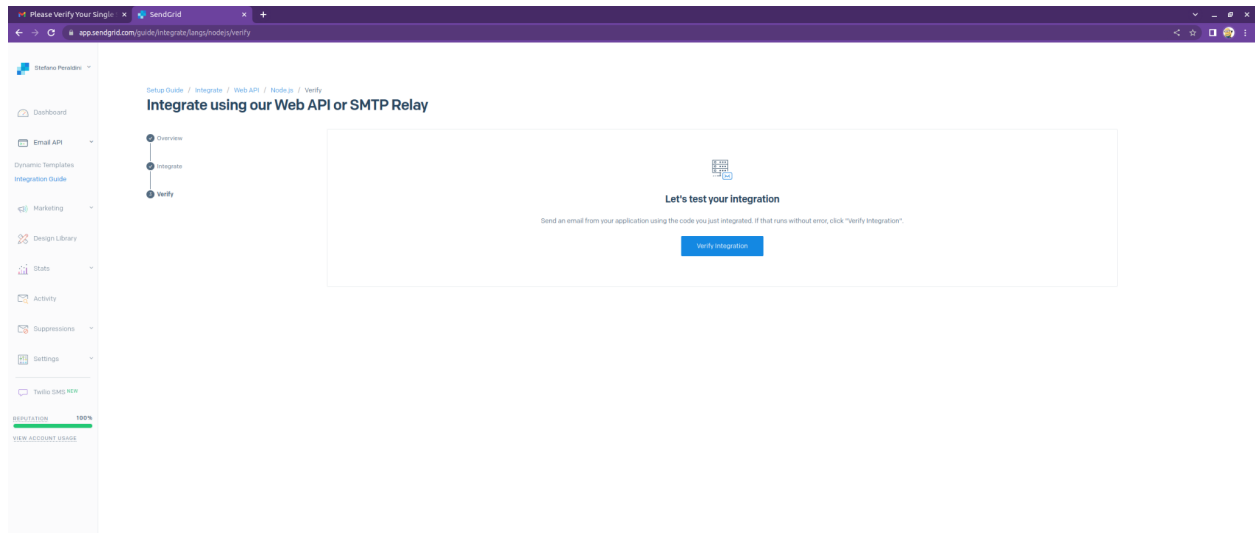 Please Verify Your Single
SendGrid
app.sendgrid.com/guide/integrate/langs/nodejs/verify
Stefano Peraldini
Dashboard
Email API
Dynamic Templates
Integration Guide
Marketing
Design Library
Stats
Activity
Suppressions
Settings
Twilio SMS NEW
REPUTATION 100%
VIEW ACCOUNT USAGE
Setup Guide / Integrate / Web API / Node.js / Verify
Integrate using our Web API or SMTP Relay
Overview
Integrate
3 Verify
Let's test your integration
Send an email from your application using the code you just integrated. If that runs without error, click "Verify Integration".
Verify Integration